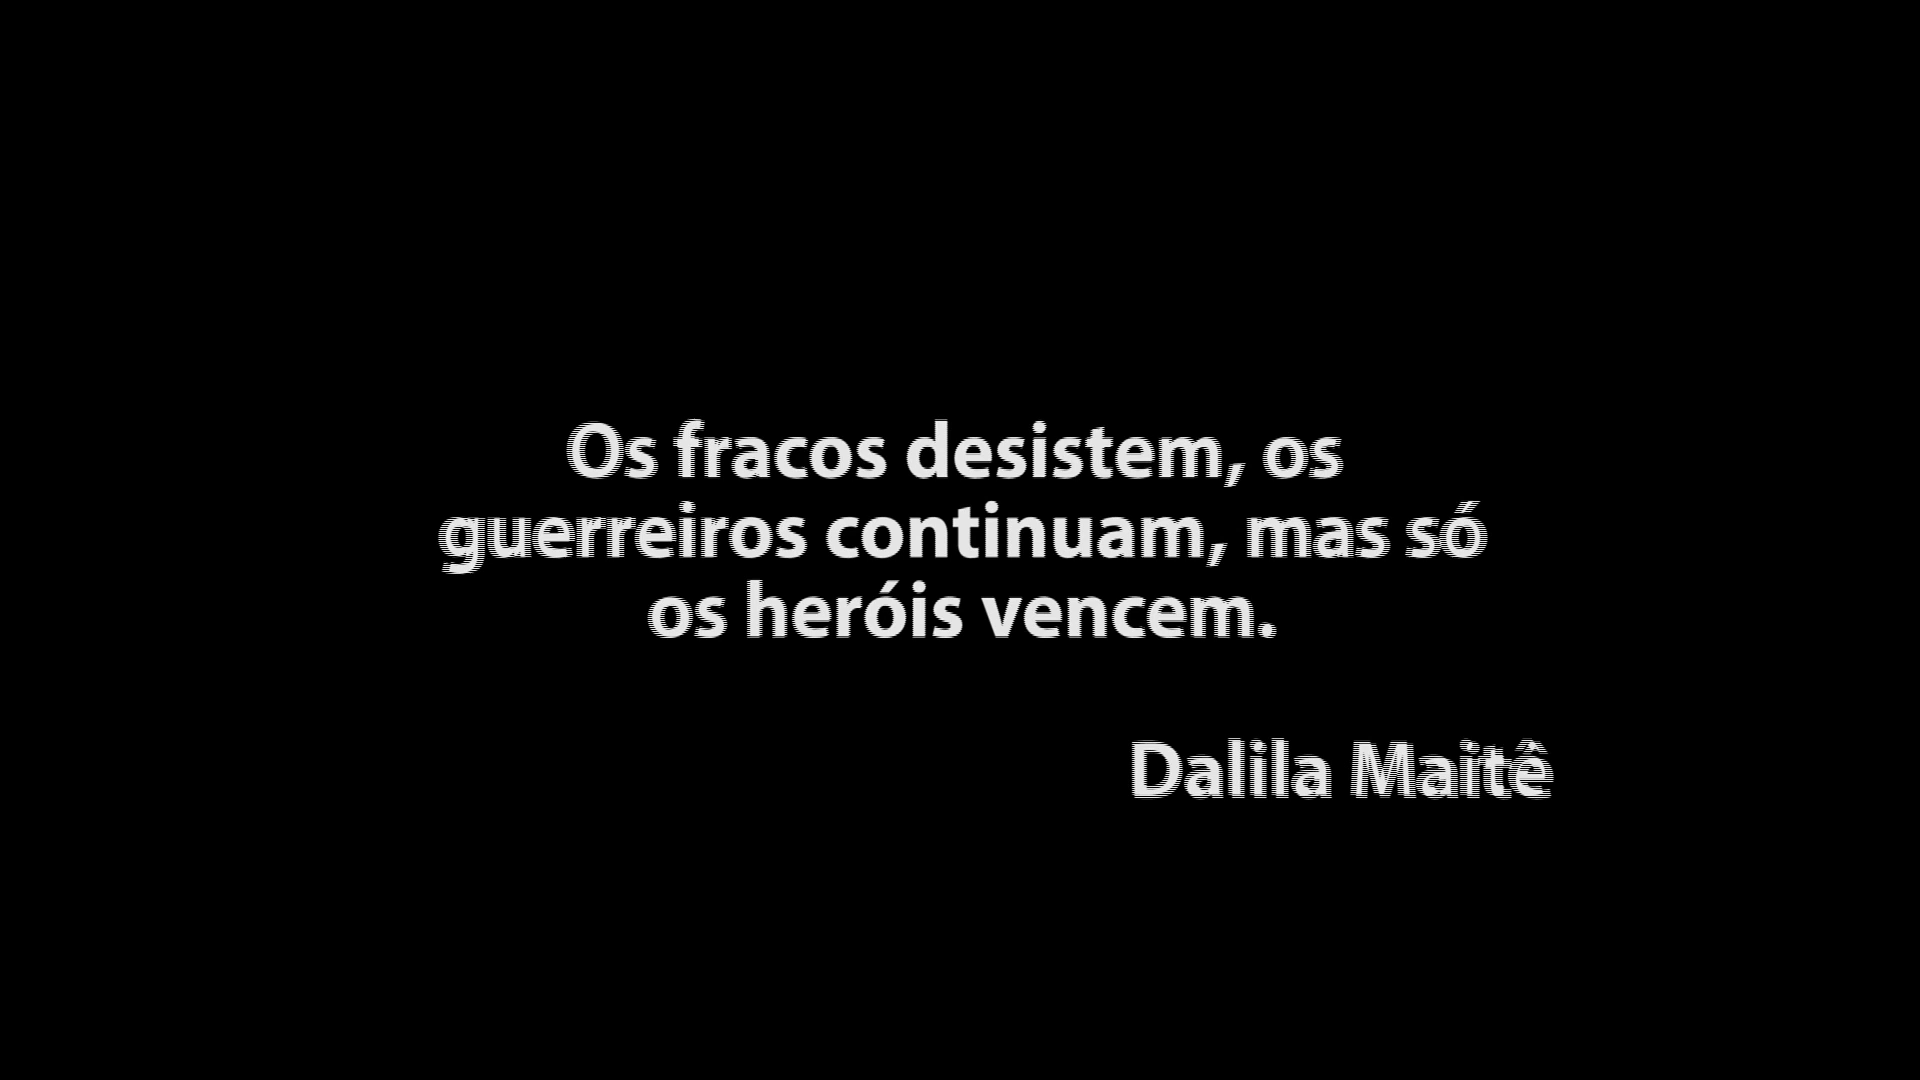 Os fracos desistem, os
guerreiros continuam, mas só
os heróis vencem.
Dalila Maitê